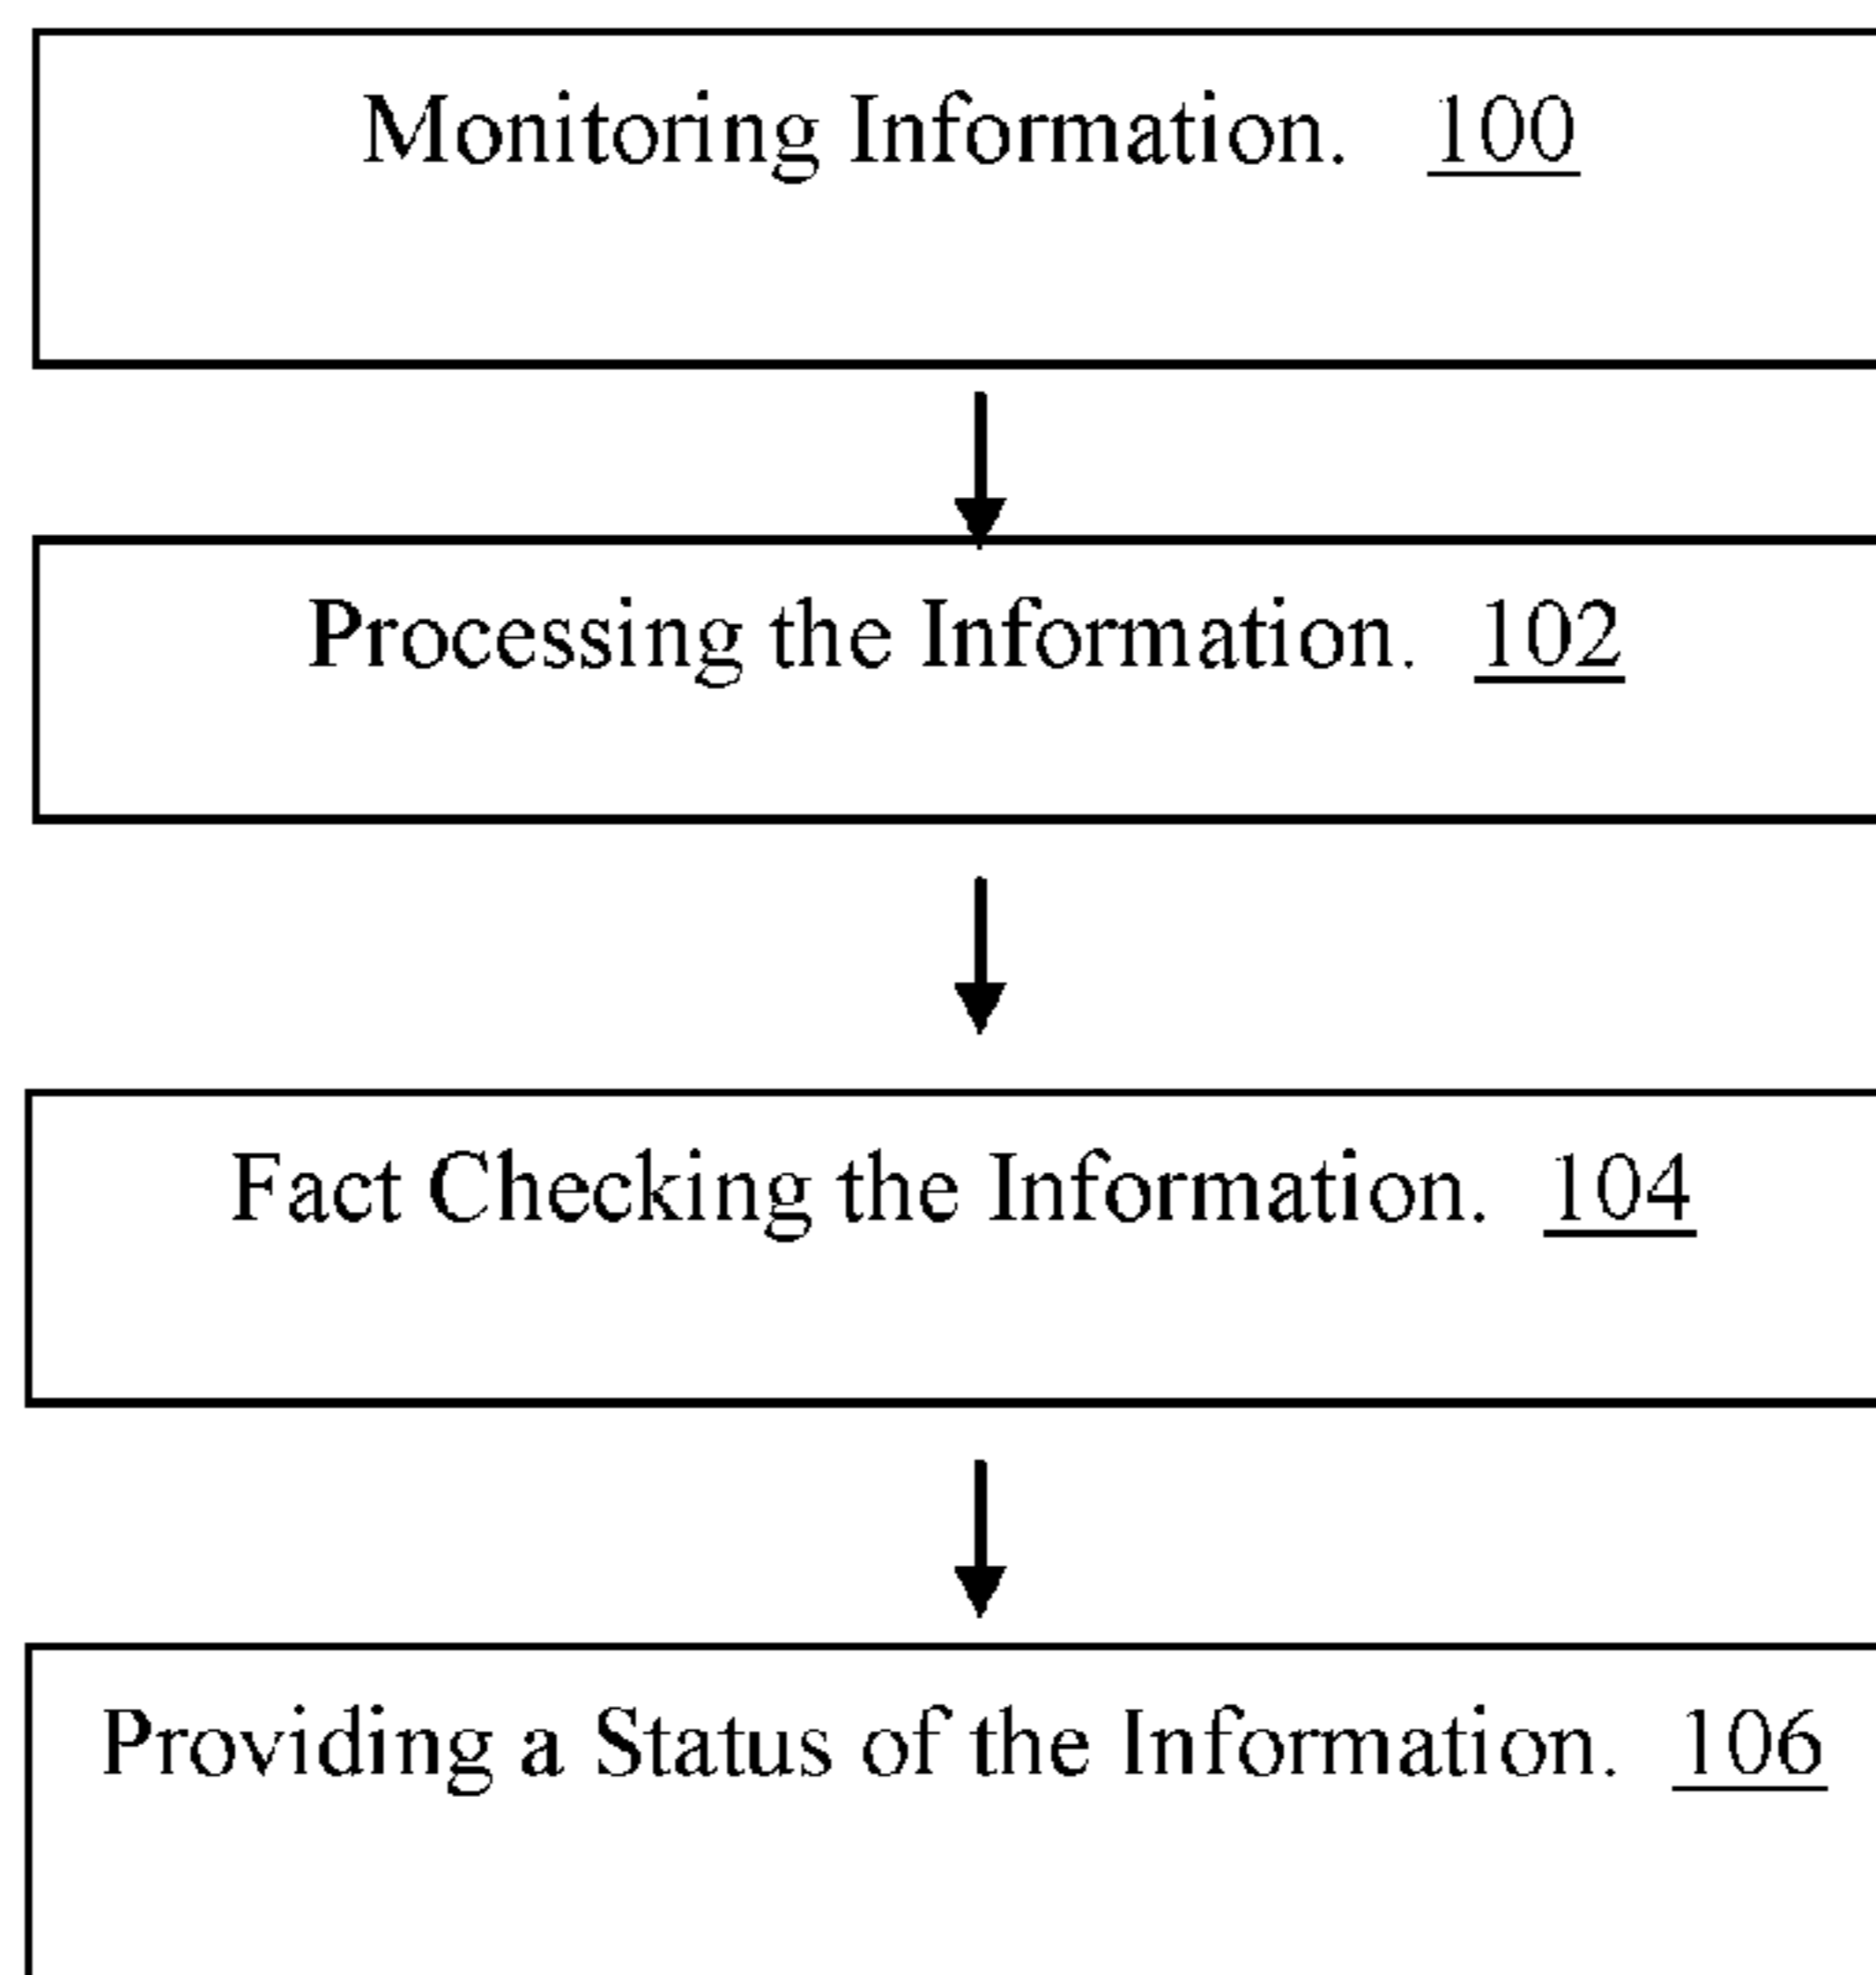 Monitoring Information. 100
Processing the Information. 102
Fact Checking the Information. 104
Providing a Status of the Information. 106